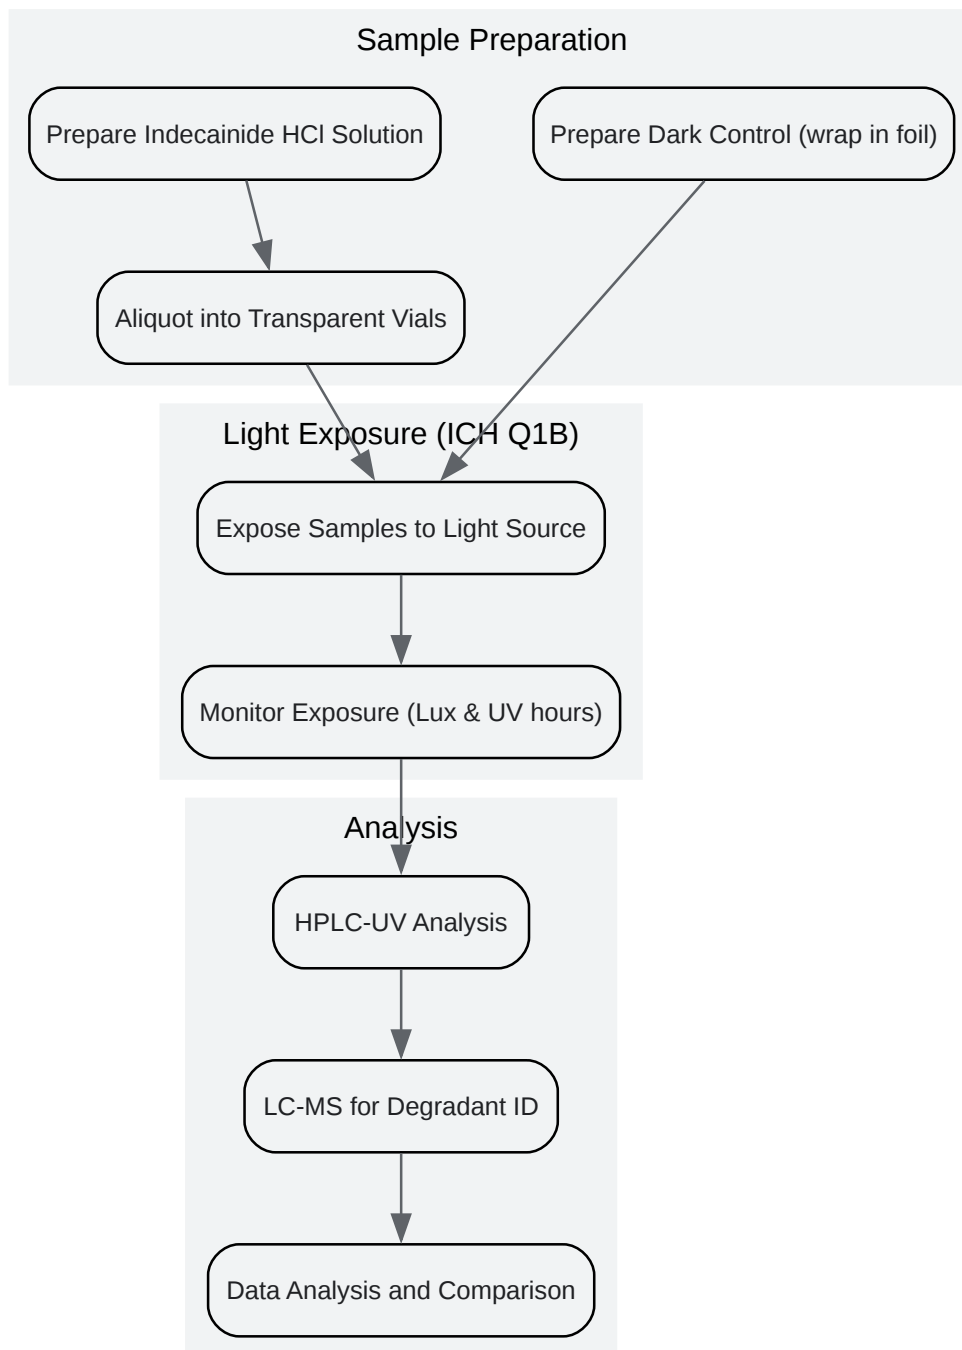 Sample Preparation
Prepare Indecainide HCl Solution
Prepare Dark Control (wrap in foil)
Aliquot into Transparent Vials
Light Exposure (ICH Q1B)
Expose Samples to Light Source
Monitor Exposure (Lux & UV hours)
Analysis
HPLC-UV Analysis
LC-MS for Degradant ID
Data Analysis and Comparison